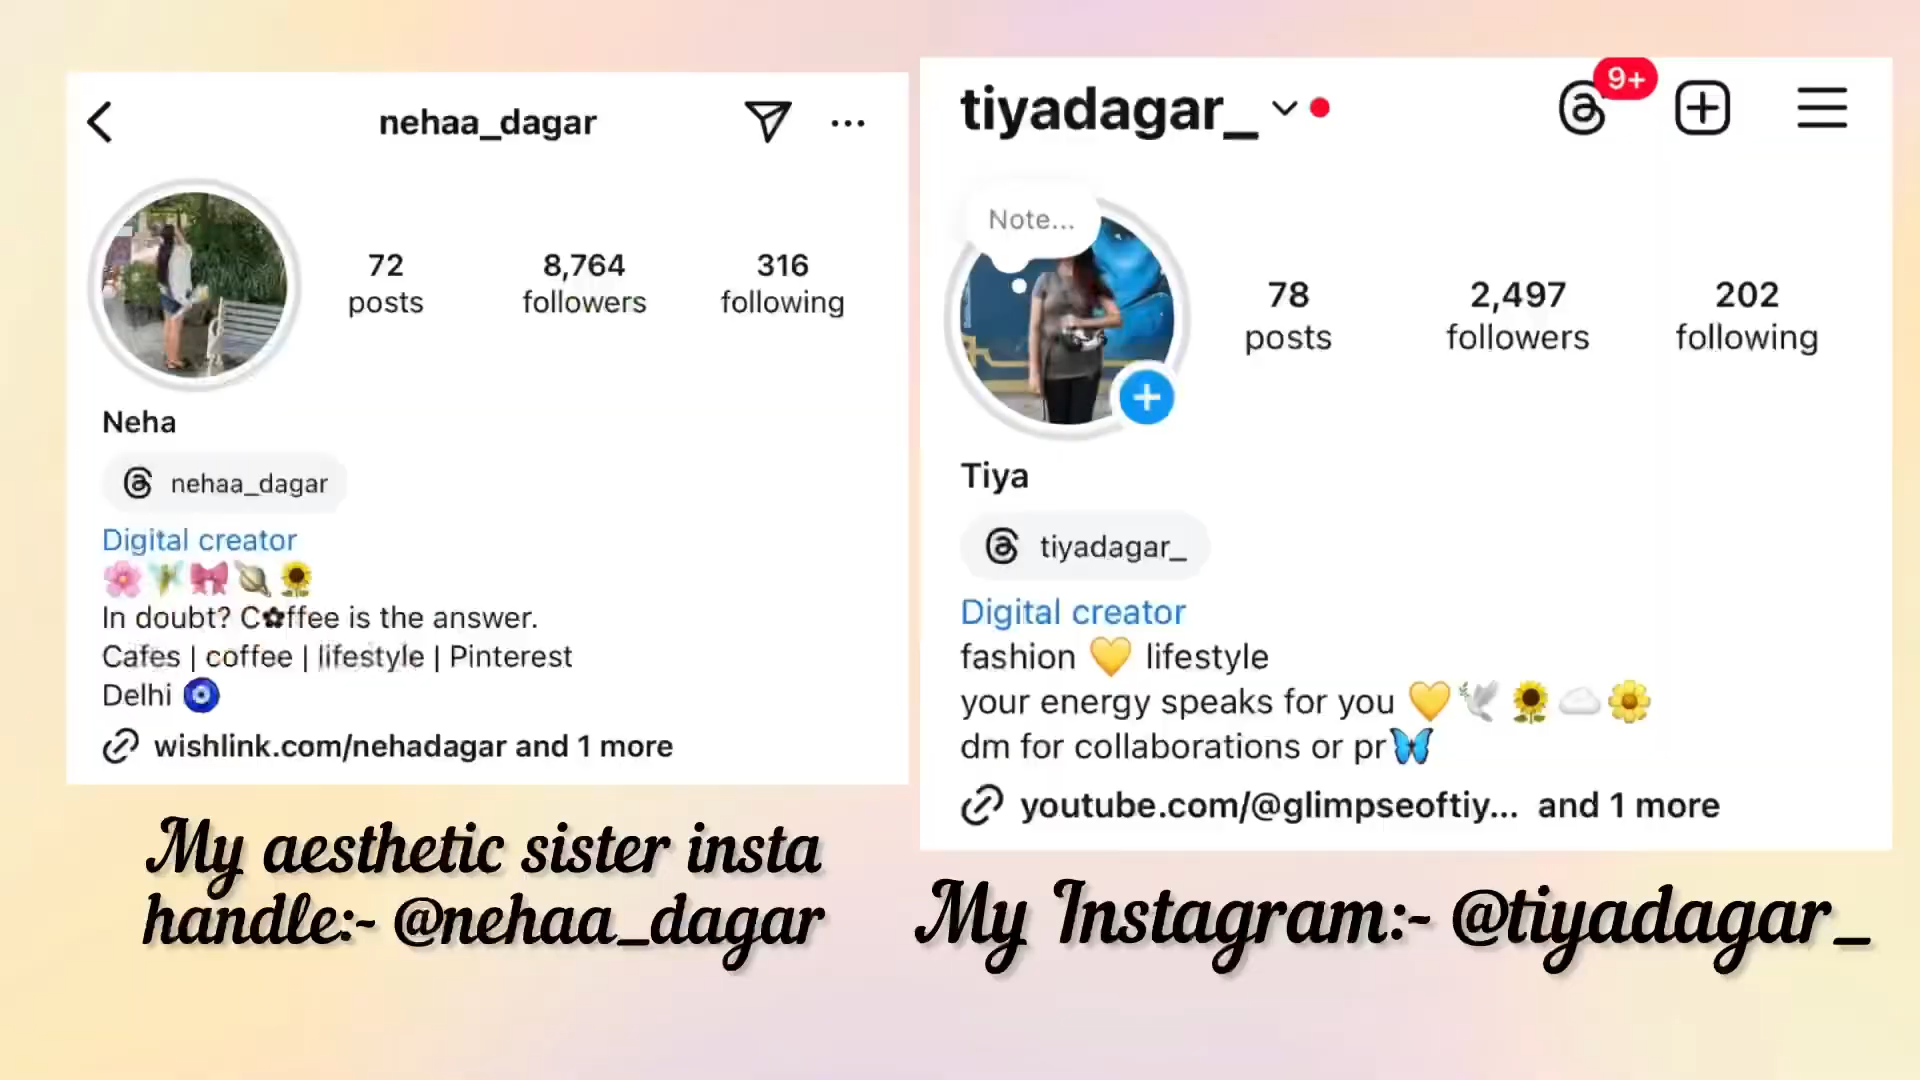 nehaa_dagar
72 posts
8,764 followers
316 following
Neha
nehaa_dagar
Digital creator
🌸🧚🎀🪐🌻
In doubt? C✿ffee is the answer.
Cafes | coffee | lifestyle | Pinterest
Delhi 🧿
wishlink.com/nehadagar and 1 more
My aesthetic sister insta
handle:- @nehaa_dagar
tiyadagar_
9+
Note...
78 posts
2,497 followers
202 following
Tiya
tiyadagar_
Digital creator
fashion 💛 lifestyle
your energy speaks for you 💛🕊️🌻☁️🌼
dm for collaborations or pr🦋
youtube.com/@glimpseoftiy... and 1 more
My Instagram:- @tiyadagar_